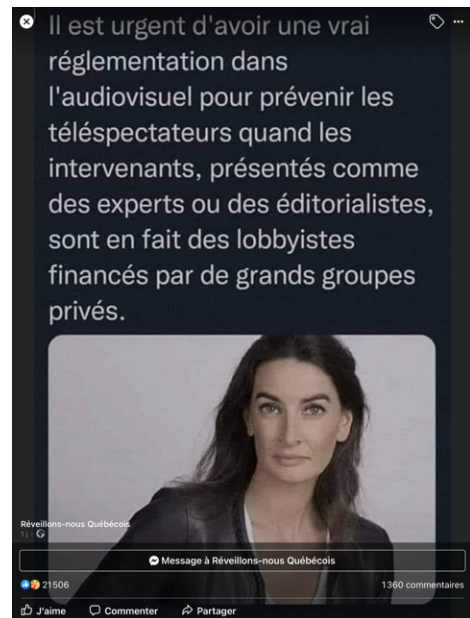 Il est urgent d'avoir une vrai
réglementation dans
l'audiovisuel pour prévenir les
téléspectateurs quand les
intervenants, présentés comme
des experts ou des éditorialistes,
sont en fait des lobbyistes
financés par de grands groupes
privés.
Réveillons-nous Québécois
1 j ·
Message à Réveillons-nous Québécois
21506
1360 commentaires
J'aime
Commenter
Partager